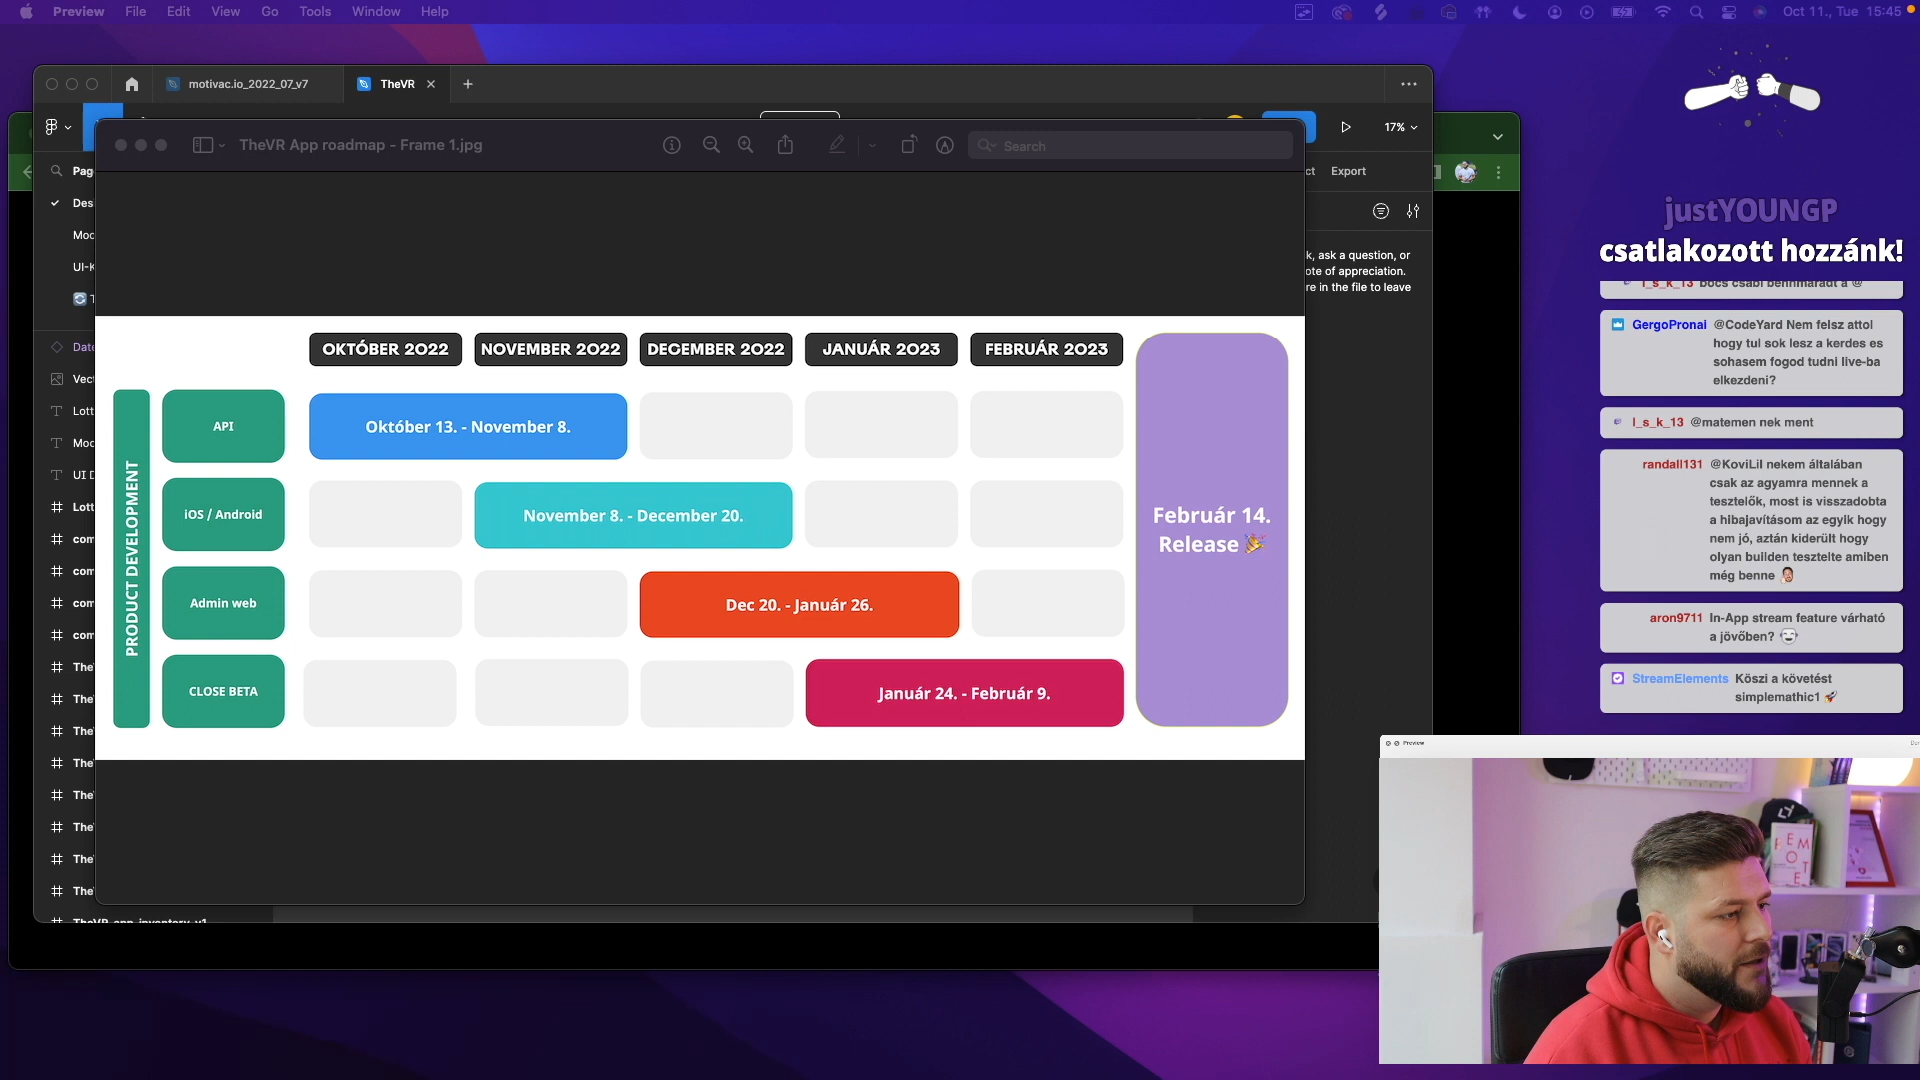 Preview File Edit View Go Tools Window Help
Oct 11., Tue 15:45
motivac.io_2022_07_v7
TheVR
17%
TheVR App roadmap - Frame 1.jpg
Search
Export
k, ask a question, or
ote of appreciation.
re in the file to leave
OKTÓBER 2022
NOVEMBER 2022
DECEMBER 2022
JANUÁR 2023
FEBRUÁR 2023
PRODUCT DEVELOPMENT
API
Október 13. - November 8.
iOS / Android
November 8. - December 20.
Admin web
Dec 20. - Január 26.
CLOSE BETA
Január 24. - Február 9.
Február 14.
Release 🎉
justYOUNGP
csatlakozott hozzánk!
GergoPronai @CodeYard Nem felsz attol
hogy tul sok lesz a kerdes es
sohasem fogod tudni live-ba
elkezdeni?
l_s_k_13 @matemen nek ment
randall131 @KoviLil nekem általában
csak az agyamra mennek a
tesztelők, most is visszadobta
a hibajavításom az egyik hogy
nem jó, aztán kiderült hogy
olyan builden tesztelte amiben
még benne
aron9711 In-App stream feature várható
a jövőben?
StreamElements Köszi a követést
simplemathic1 🚀
Preview